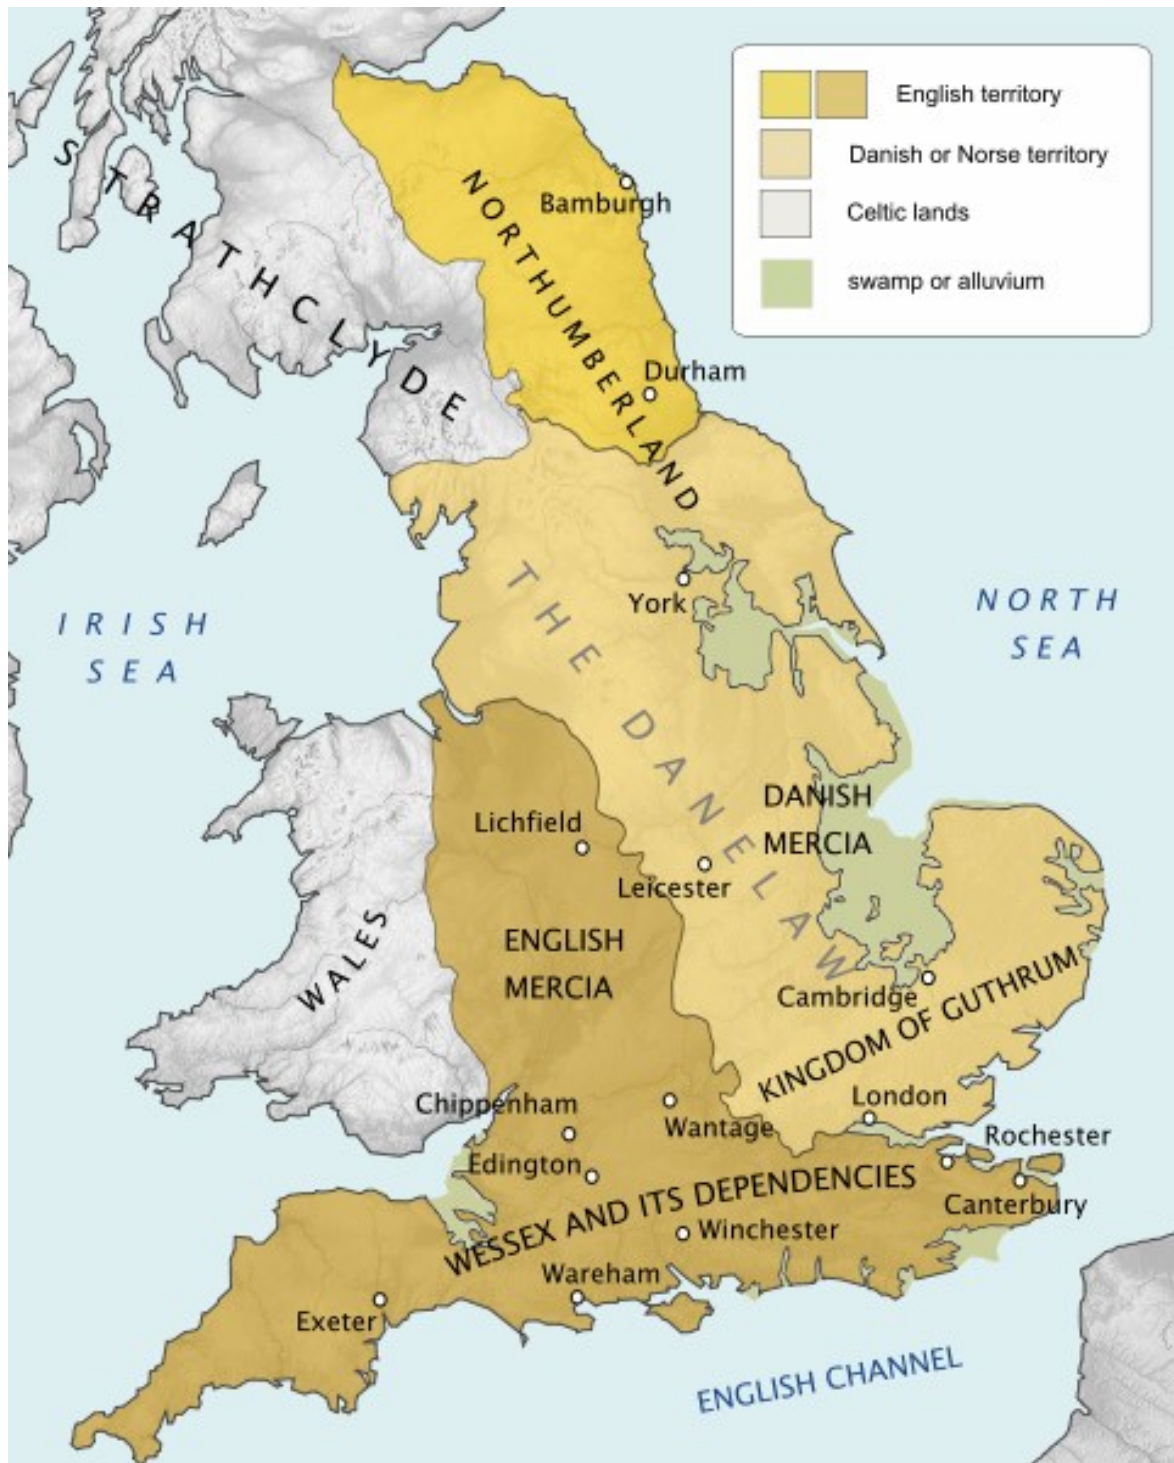 English territory
Danish or Norse territory
Celtic lands
swamp or alluvium
STRATHCLYDE
NORTHUMBERLAND
Bamburgh
Durham
THE DANELAW
York
IRISH
SEA
NORTH
SEA
DANISH
MERCIA
Lichfield
Leicester
ENGLISH
MERCIA
WALES
Cambridge
KINGDOM OF GUTHRUM
Chippenham
Wantage
London
Rochester
Edington
WESSEX AND ITS DEPENDENCIES
Canterbury
Winchester
Wareham
Exeter
ENGLISH CHANNEL